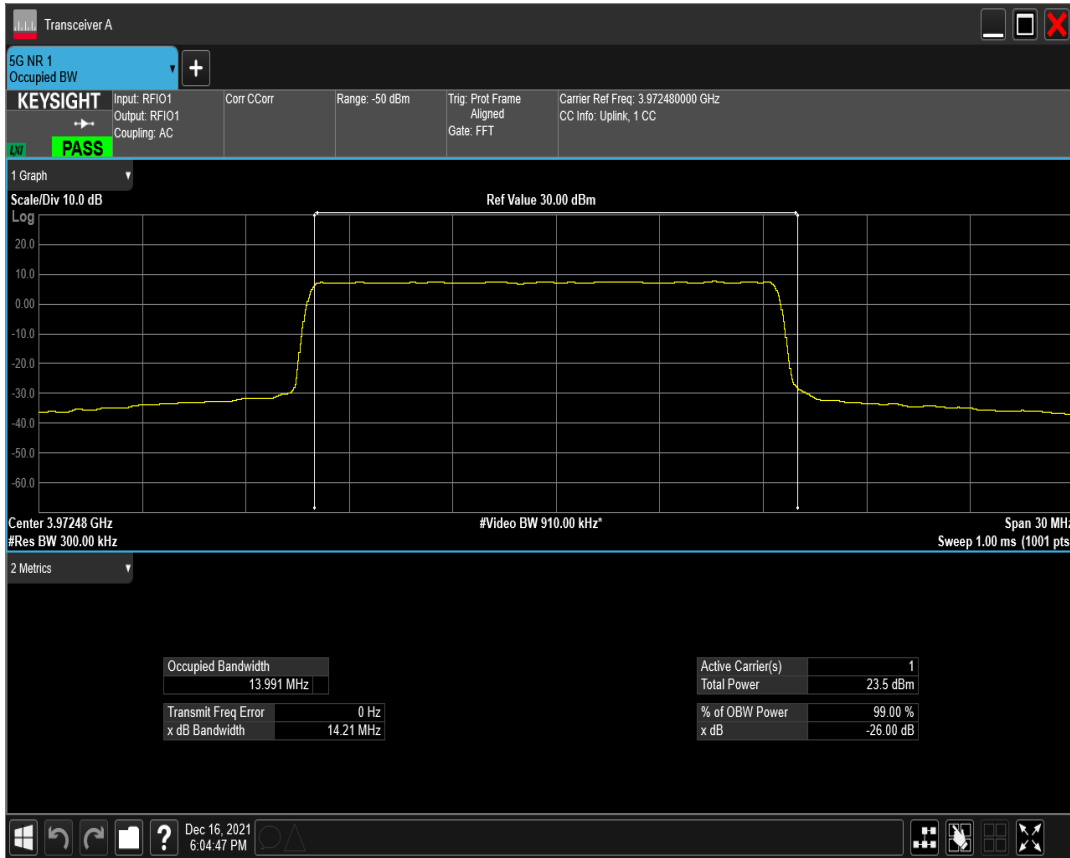 Transceiver A
5G NR 1
Occupied BW
KEYSIGHT
LXI
PASS
Input: RFIO1
Output: RFIO1
Coupling: AC
Corr CCorr
Range: -50 dBm
Trig: Prot Frame
Aligned
Gate: FFT
Carrier Ref Freq: 3.972480000 GHz
CC Info: Uplink, 1 CC
1 Graph
Scale/Div 10.0 dB
Ref Value 30.00 dBm
Log
20.0
10.0
0.00
-10.0
-20.0
-30.0
-40.0
-50.0
-60.0
Center 3.97248 GHz
#Video BW 910.00 kHz*
Span 30 MHz
#Res BW 300.00 kHz
Sweep 1.00 ms (1001 pts
2 Metrics
Occupied Bandwidth
13.991 MHz
Transmit Freq Error 0 Hz
x dB Bandwidth 14.21 MHz
Active Carrier(s) 1
Total Power 23.5 dBm
% of OBW Power 99.00 %
x dB -26.00 dB
?
Dec 16, 2021
6:04:47 PM